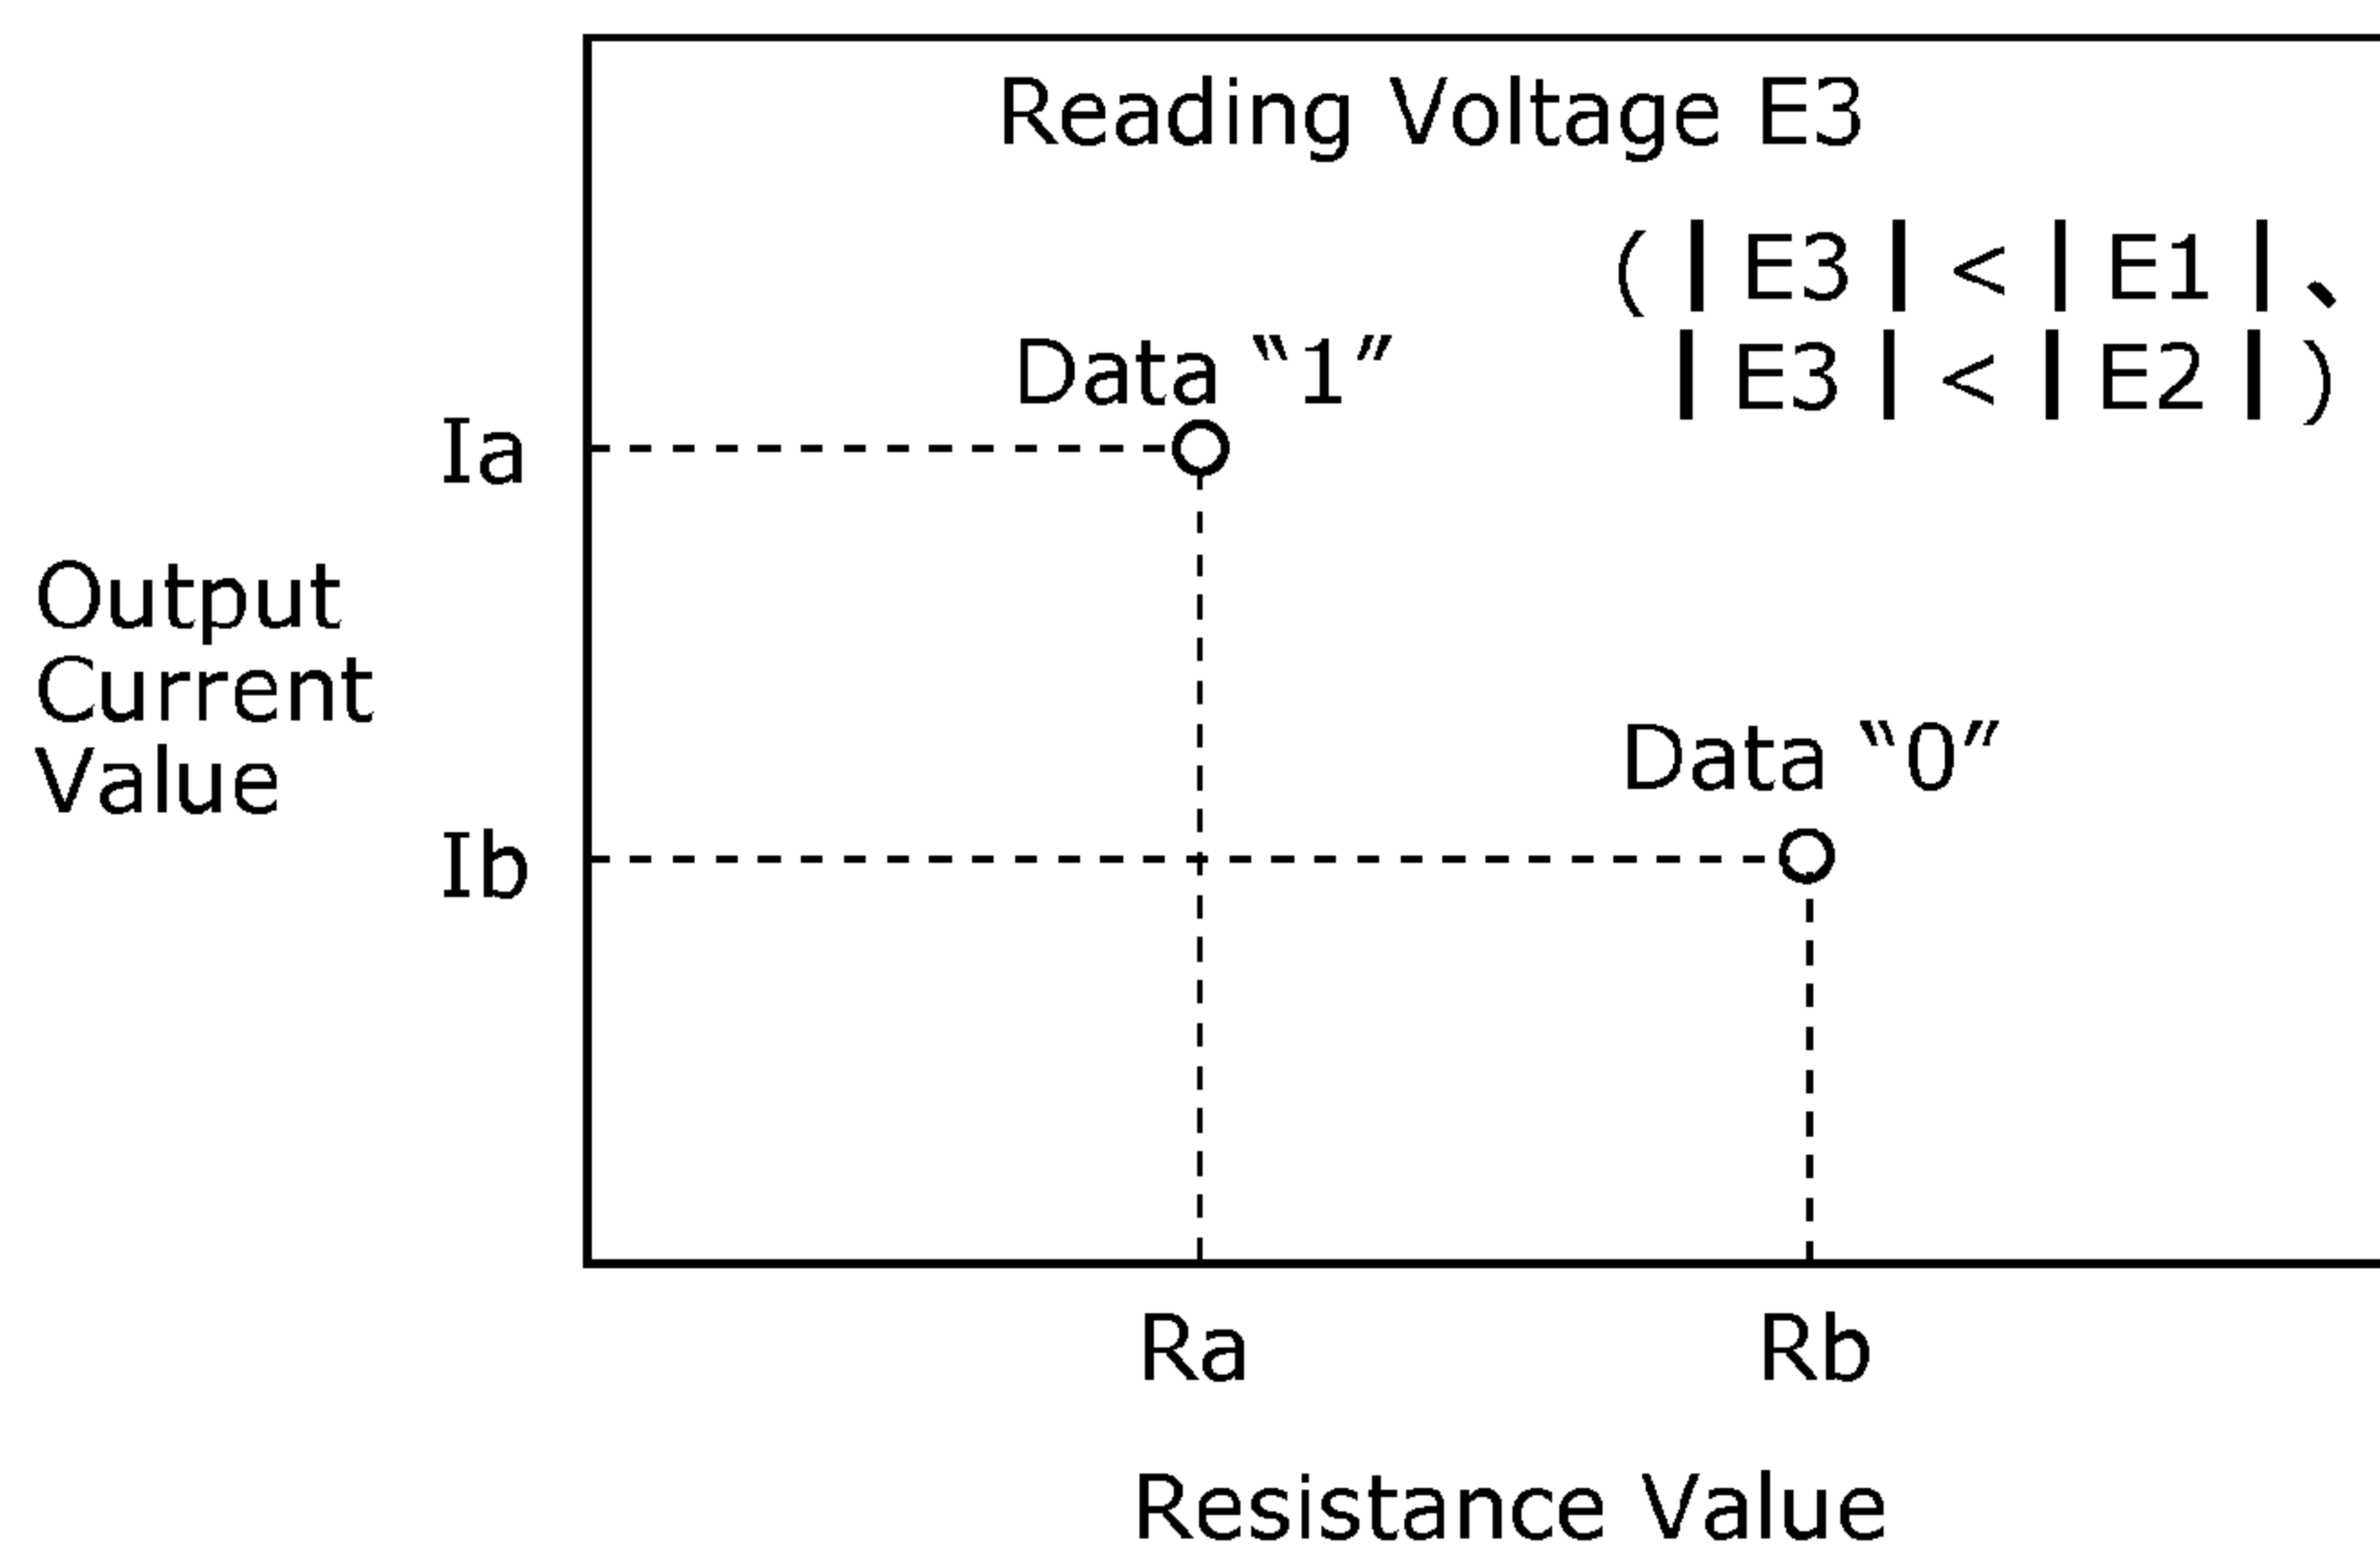 Reading Voltage E3
(|E3|<|E1|、
|E3|<|E2|)
Data “1”
Ia
Output
Current
Value
Data “0”
Ib
Ra
Rb
Resistance Value